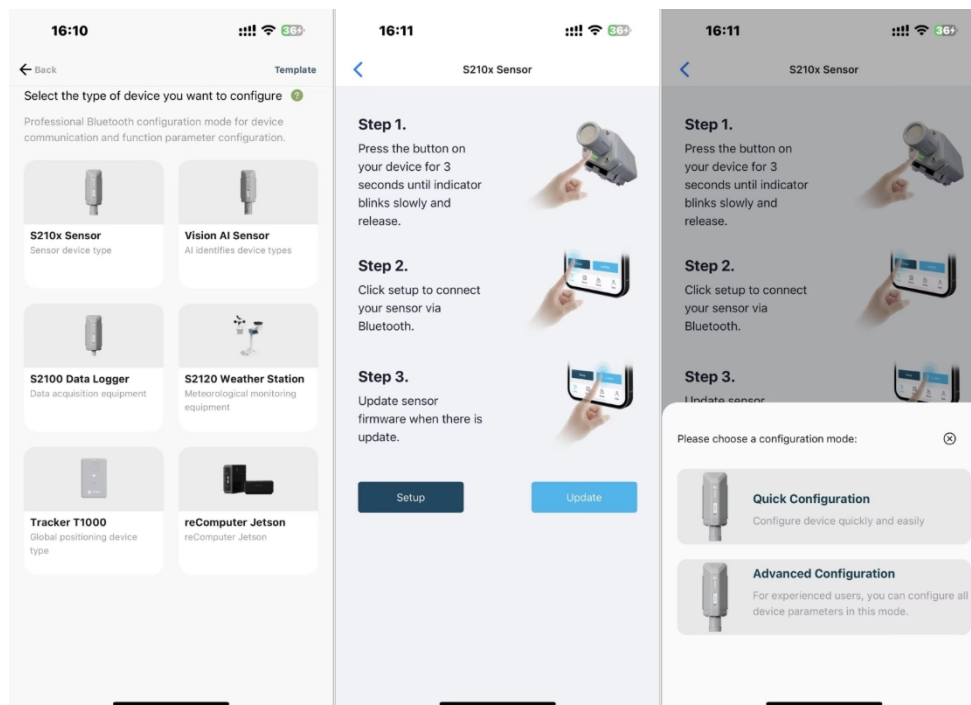 16:10
36
Back
Template
Select the type of device you want to configure
Professional Bluetooth configuration mode for device
communication and function parameter configuration.
S210x Sensor
Sensor device type
Vision AI Sensor
AI identifies device types
S2100 Data Logger
Data acquisition equipment
S2120 Weather Station
Meteorological monitoring
equipment
Tracker T1000
Global positioning device
type
reComputer Jetson
reComputer Jetson
16:11
36
S210x Sensor
Step 1.
Press the button on
your device for 3
seconds until indicator
blinks slowly and
release.
Step 2.
Click setup to connect
your sensor via
Bluetooth.
Step 3.
Update sensor
firmware when there is
update.
Setup
Update
16:11
36
S210x Sensor
Step 1.
Press the button on
your device for 3
seconds until indicator
blinks slowly and
release.
Step 2.
Click setup to connect
your sensor via
Bluetooth.
Step 3.
Update sensor
Please choose a configuration mode:
Quick Configuration
Configure device quickly and easily
Advanced Configuration
For experienced users, you can configure all
device parameters in this mode.